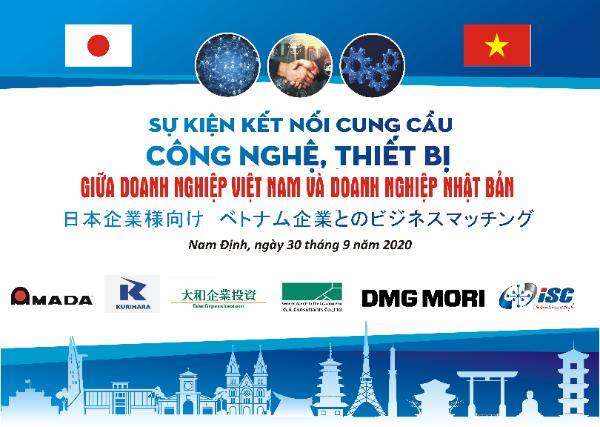 SỰ KIỆN KẾT NỐI CUNG CẦU
CÔNG NGHỆ, THIẾT BỊ
GIỮA DOANH NGHIỆP VIỆT NAM VÀ DOANH NGHIỆP NHẬT BẢN
日本企業様向け ベトナム企業とのビジネスマッチング
Nam Định, ngày 30 tháng 9 năm 2020
AMADA
KURIHARA
大和企業投資
G.A.Consultants Co.,Ltd
DMG MORI
iSC